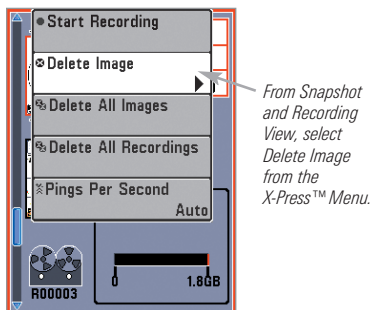 Start Recording
Delete Image
Delete All Images
Delete All Recordings
Pings Per Second
Auto
From Snapshot
and Recording
View, select
Delete Image
from the
X-Press™ Menu.
R00003
0
1.8GB